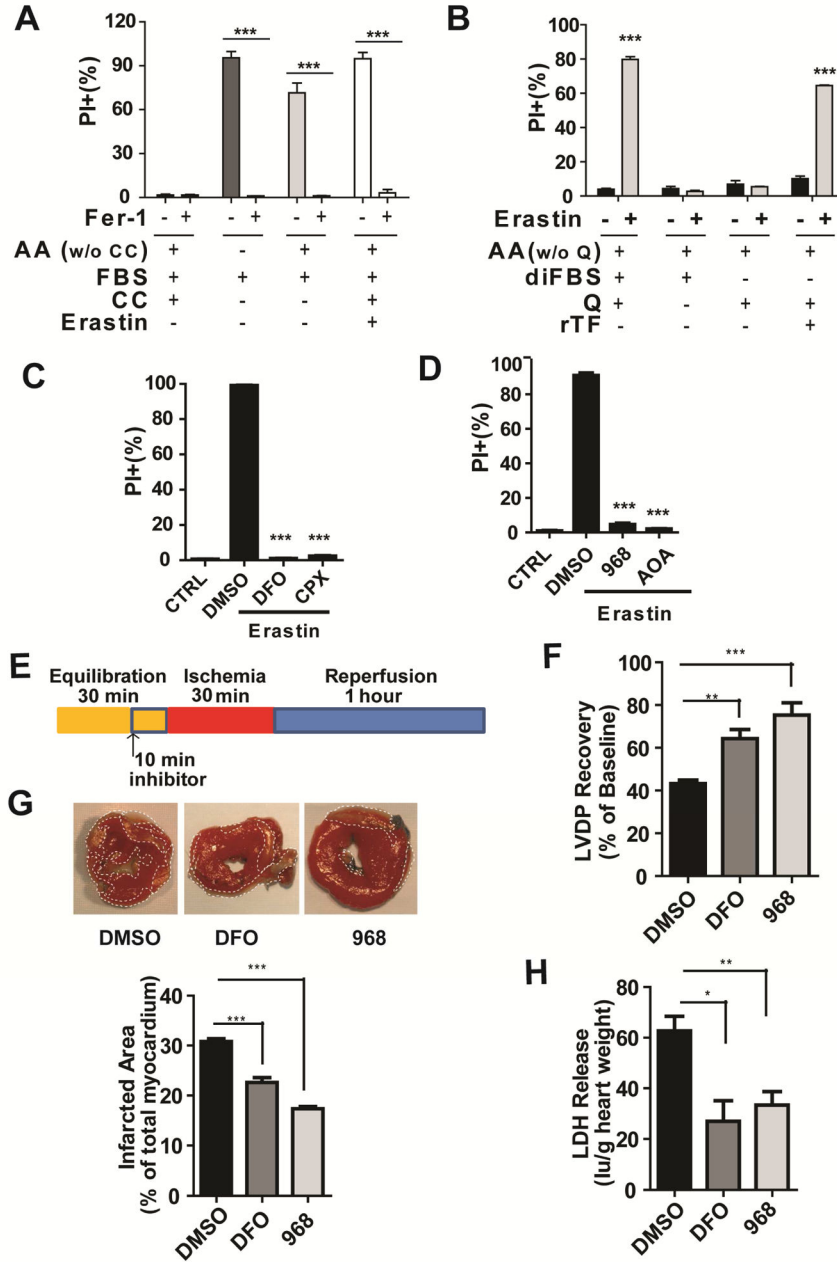 A
PI+(%)
120
90
60
30
0
***
***
***
Fer-1 - + - + - + - +
AA (w/o CC) + - + +
FBS + + + +
CC + - - +
Erastin - - - +
B
PI+(%)
100
80
60
40
20
0
***
***
Erastin - + - + - + - +
AA(w/o Q) + + + +
diFBS + + - -
Q + - + +
rTF - - - +
C
PI+(%)
100
80
60
40
20
0
*** ***
CTRL DMSO DFO CPX
Erastin
D
PI+(%)
100
80
60
40
20
0
*** ***
CTRL DMSO 968 AOA
Erastin
E
Equilibration Ischemia Reperfusion
30 min 30 min 1 hour
10 min
inhibitor
F
LVDP Recovery
(% of Baseline)
100
80
60
40
20
0
***
**
DMSO DFO 968
G
DMSO DFO 968
Infarcted Area
(% of total myocardium)
40
30
20
10
0
***
***
DMSO DFO 968
H
LDH Release
(Iu/g heart weight)
80
60
40
20
0
**
*
DMSO DFO 968